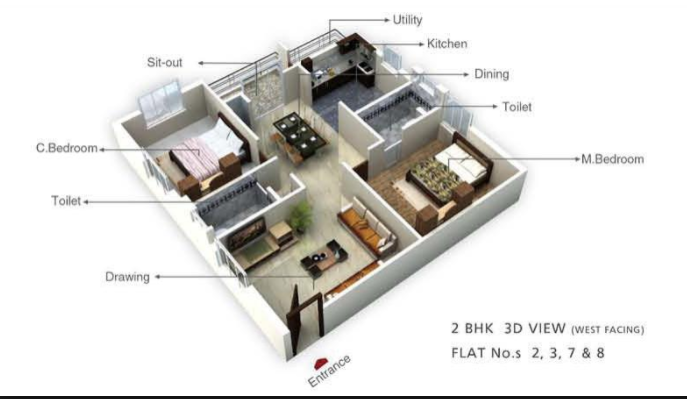 Utility
Kitchen
Sit-out
Dining
Toilet
C.Bedroom
M.Bedroom
Toilet
Drawing
2 BHK 3D VIEW (WEST FACING)
FLAT No.s 2, 3, 7 & 8
Entrance